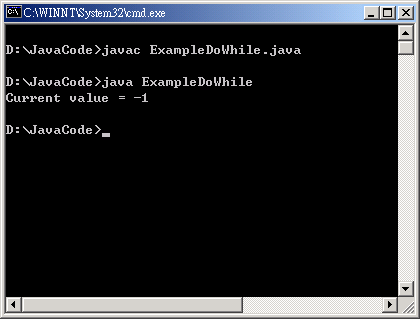 C:\WINNT\System32\cmd.exe
D:\JavaCode>javac ExampleDoWhile.java
D:\JavaCode>java ExampleDoWhile
Current value = -1
D:\JavaCode>